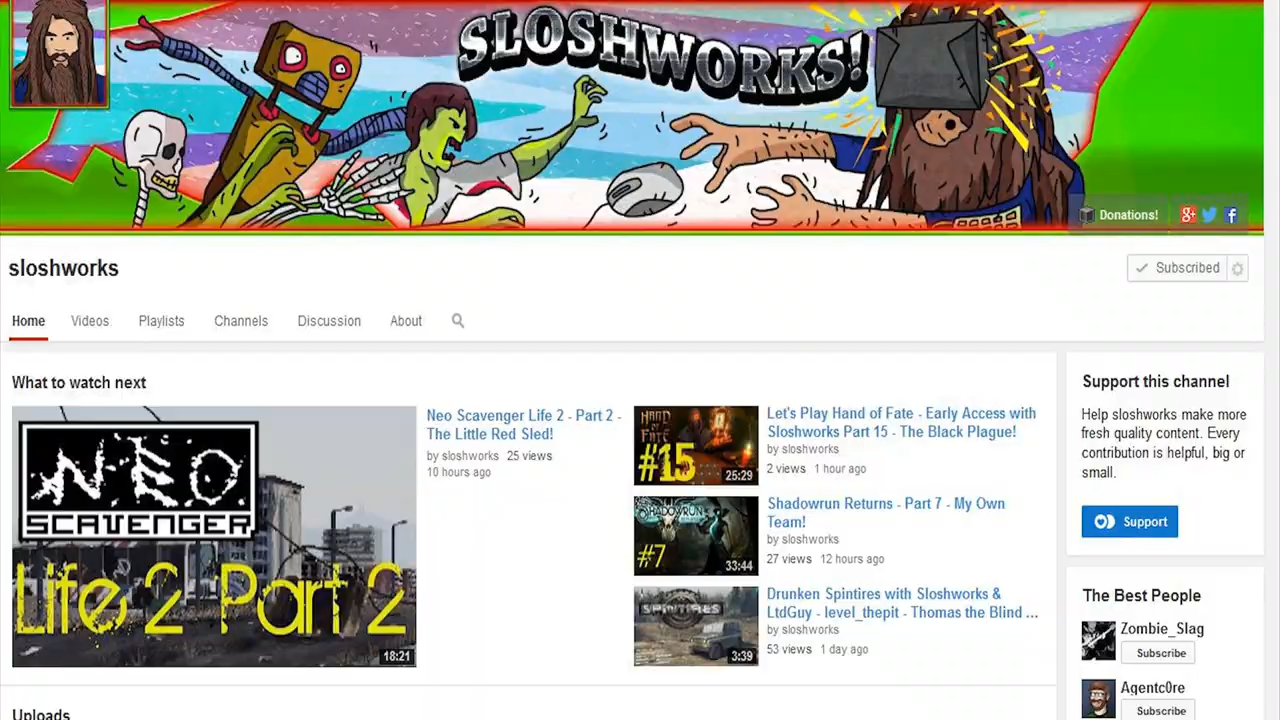 SLOSHWORKS!
Donations!
sloshworks
Subscribed
Home Videos Playlists Channels Discussion About
What to watch next
NEO
SCAVENGER
Life 2 Part 2
18:21
Neo Scavenger Life 2 - Part 2 -
The Little Red Sled!
by sloshworks 25 views
10 hours ago
HAND
OF
FATE
#15
25:29
Let's Play Hand of Fate - Early Access with
Sloshworks Part 15 - The Black Plague!
by sloshworks
2 views 1 hour ago
SHADOWRUN
#7
33:44
Shadowrun Returns - Part 7 - My Own
Team!
by sloshworks
27 views 12 hours ago
SPINTIRES
3:39
Drunken Spintires with Sloshworks &
LtdGuy - level_thepit - Thomas the Blind ...
by sloshworks
53 views 1 day ago
Support this channel
Help sloshworks make more
fresh quality content. Every
contribution is helpful, big or
small.
Support
The Best People
Zombie_Slag
Subscribe
Agentc0re
Subscribe
Uploads